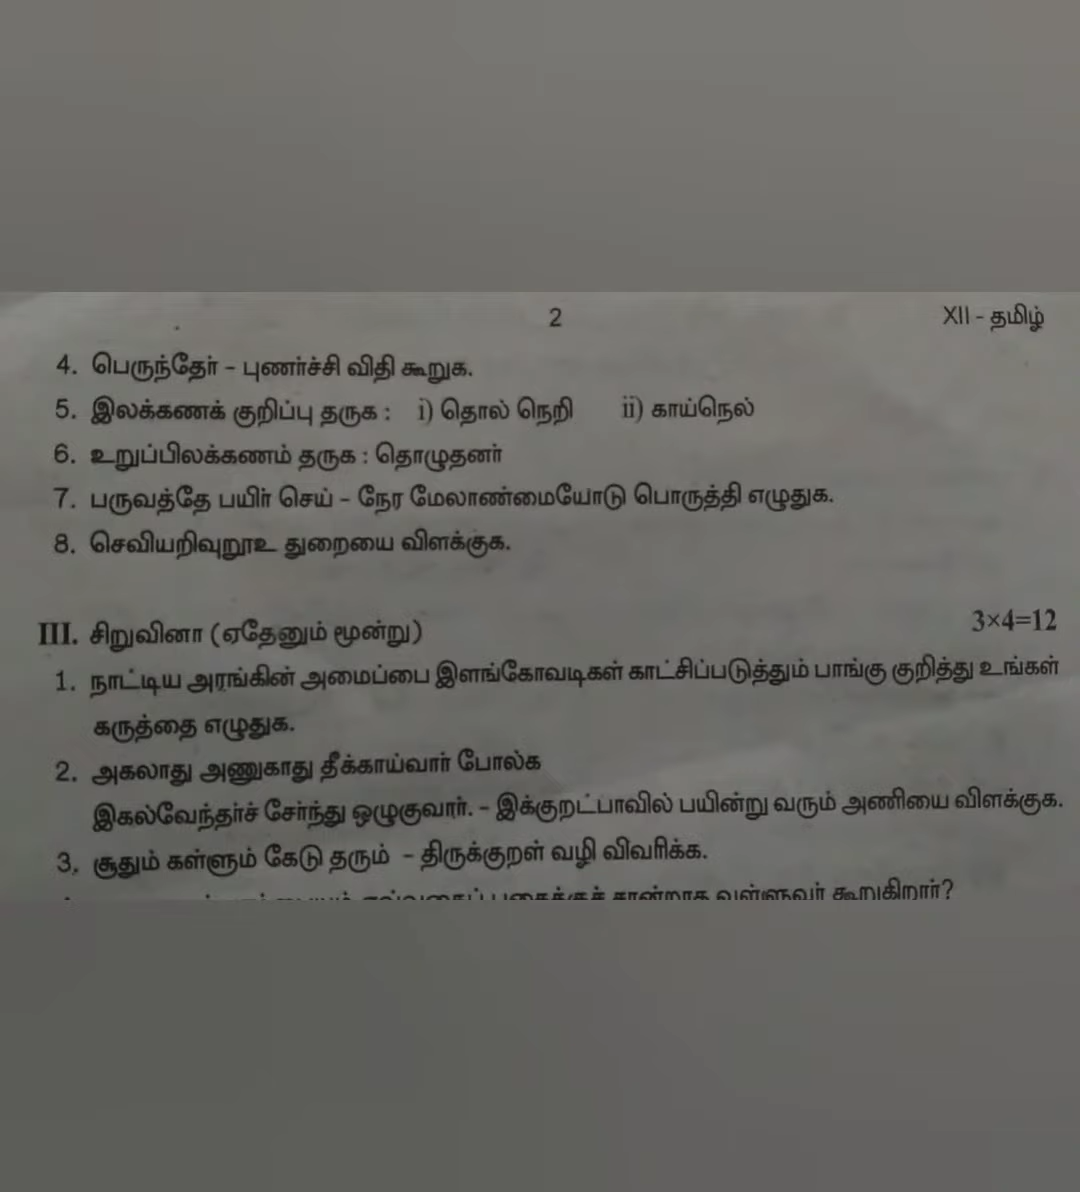 2
XII - தமிழ்
4. பெருந்தேர் - புணர்ச்சி விதி கூறுக.
5. இலக்கணக் குறிப்பு தருக : i) தொல் நெறி ii) காய்நெல்
6. உறுப்பிலக்கணம் தருக : தொழுதனர்
7. பருவத்தே பயிர் செய் - நேர மேலாண்மையோடு பொருத்தி எழுதுக.
8. செவியறிவுறூஉ துறையை விளக்குக.
III. சிறுவினா (ஏதேனும் மூன்று) 3×4=12
1. நாட்டிய அரங்கின் அமைப்பை இளங்கோவடிகள் காட்சிப்படுத்தும் பாங்கு குறித்து உங்கள்
கருத்தை எழுதுக.
2. அகலாது அணுகாது தீக்காய்வார் போல்க
இகல்வேந்தர்ச் சேர்ந்து ஒழுகுவார். - இக்குறட்பாவில் பயின்று வரும் அணியை விளக்குக.
3. சூதும் கள்ளும் கேடு தரும் - திருக்குறள் வழி விவரிக்க.
வள்ளுவர் கூறுகிறார்?